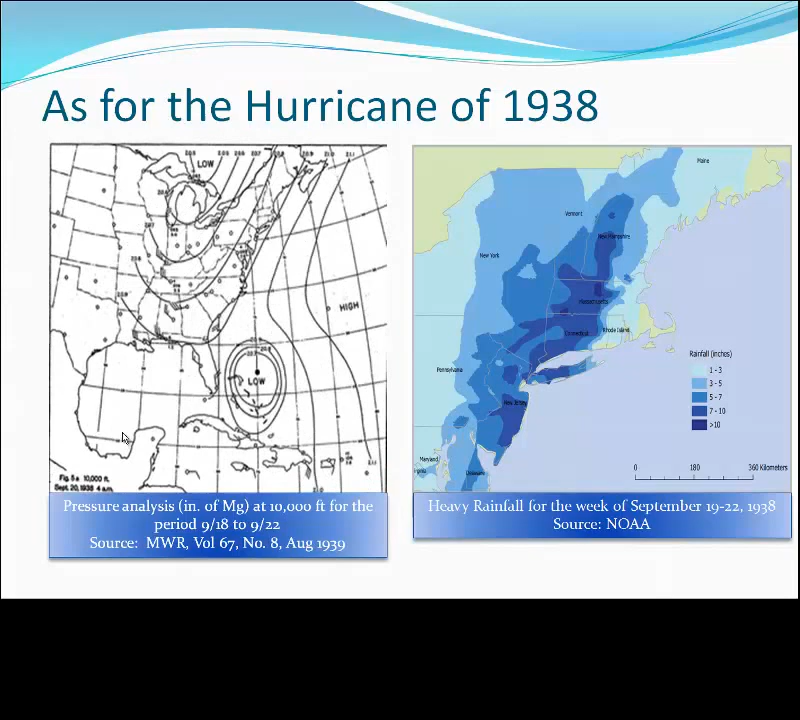 As for the Hurricane of 1938
LOW
HIGH
LOW
Fig. 5a 10,000 ft.
Sept. 20, 1938 4 a.m.
Pressure analysis (in. of Mg) at 10,000 ft for the
period 9/18 to 9/22
Source: MWR, Vol 67, No. 8, Aug 1939
Maine
Vermont
New Hampshire
New York
Massachusetts
Connecticut
Rhode Island
Pennsylvania
New Jersey
Maryland
Delaware
Rainfall (inches)
1 - 3
3 - 5
5 - 7
7 - 10
>10
0 180 360 Kilometers
Heavy Rainfall for the week of September 19-22, 1938
Source: NOAA